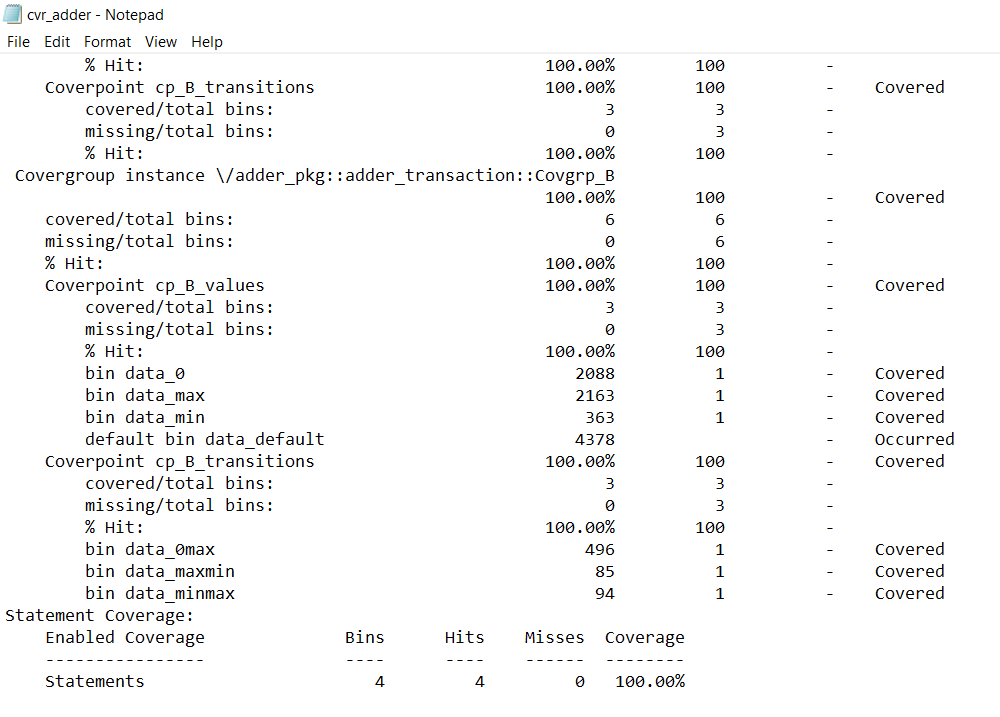 cvr_adder - Notepad
File Edit Format View Help
% Hit: 100.00% 100 -
Coverpoint cp_B_transitions 100.00% 100 - Covered
covered/total bins: 3 3 -
missing/total bins: 0 3 -
% Hit: 100.00% 100 -
Covergroup instance \/adder_pkg::adder_transaction::Covgrp_B
100.00% 100 - Covered
covered/total bins: 6 6 -
missing/total bins: 0 6 -
% Hit: 100.00% 100 -
Coverpoint cp_B_values 100.00% 100 - Covered
covered/total bins: 3 3 -
missing/total bins: 0 3 -
% Hit: 100.00% 100 -
bin data_0 2088 1 - Covered
bin data_max 2163 1 - Covered
bin data_min 363 1 - Covered
default bin data_default 4378 - Occurred
Coverpoint cp_B_transitions 100.00% 100 - Covered
covered/total bins: 3 3 -
missing/total bins: 0 3 -
% Hit: 100.00% 100 -
bin data_0max 496 1 - Covered
bin data_maxmin 85 1 - Covered
bin data_minmax 94 1 - Covered
Statement Coverage:
Enabled Coverage Bins Hits Misses Coverage
---------------- ---- ---- ------ --------
Statements 4 4 0 100.00%